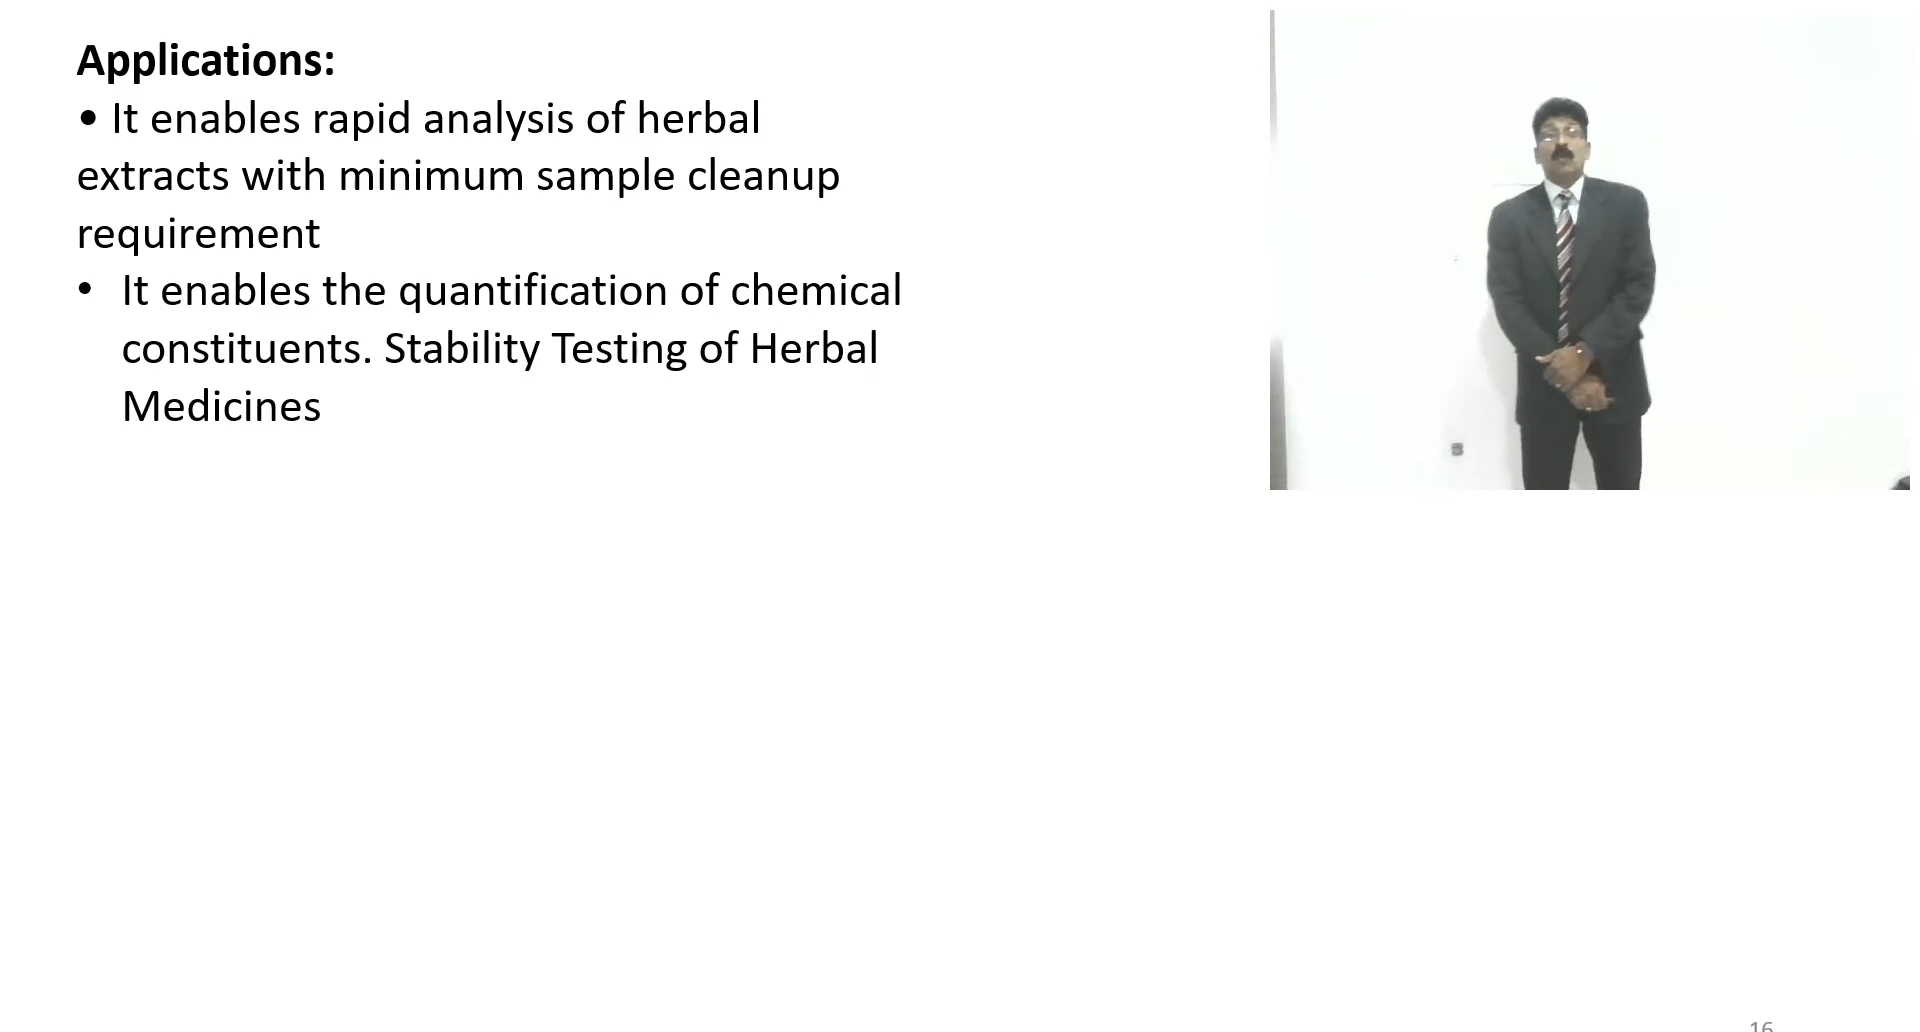 Applications:
• It enables rapid analysis of herbal
extracts with minimum sample cleanup
requirement
• It enables the quantification of chemical
constituents. Stability Testing of Herbal
Medicines
16